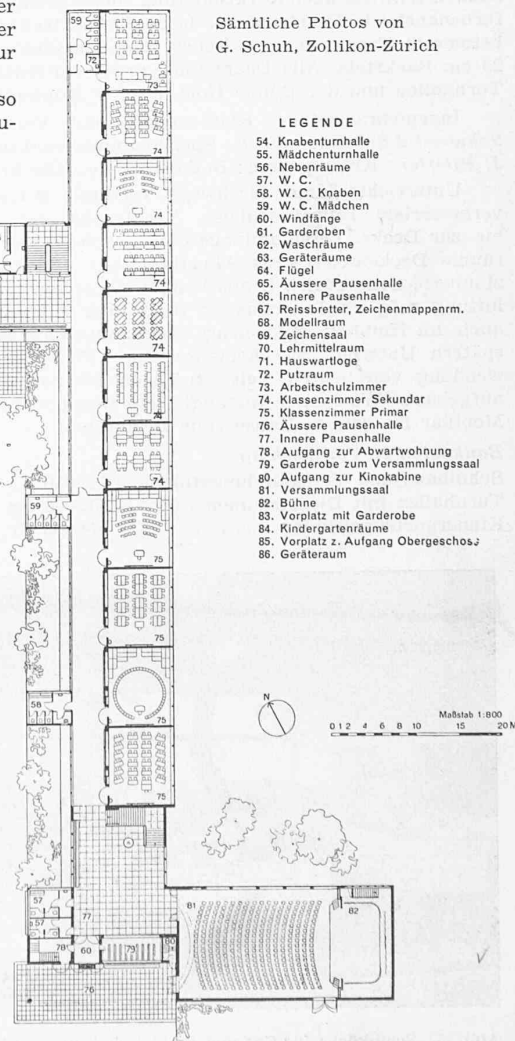 er
er
ur
so
u-
Sämtliche Photos von
G. Schuh, Zollikon-Zürich
LEGENDE
54. Knabenturnhalle
55. Mädchenturnhalle
56. Nebenräume
57. W. C.
58. W. C. Knaben
59. W. C. Mädchen
60. Windfänge
61. Garderoben
62. Waschräume
63. Geräteräume
64. Flügel
65. Äussere Pausenhalle
66. Innere Pausenhalle
67. Reissbretter, Zeichenmappenrm.
68. Modellraum
69. Zeichensaal
70. Lehrmittelraum
71. Hauswartloge
72. Putzraum
73. Arbeitschulzimmer
74. Klassenzimmer Sekundar
75. Klassenzimmer Primar
76. Äussere Pausenhalle
77. Innere Pausenhalle
78. Aufgang zur Abwartwohnung
79. Garderobe zum Versammlungssaal
80. Aufgang zur Kinokabine
81. Versammlungssaal
82. Bühne
83. Vorplatz mit Garderobe
84. Kindergartenräume
85. Vorplatz z. Aufgang Obergeschoss
86. Geräteraum
59
72
73
74
74
74
74
74
74
59
75
75
58
75
75
N
Maßstab 1:800
0 1 2 4 6 8 10 15 20 M
57
57
77
78
60
79
80
81
82
76